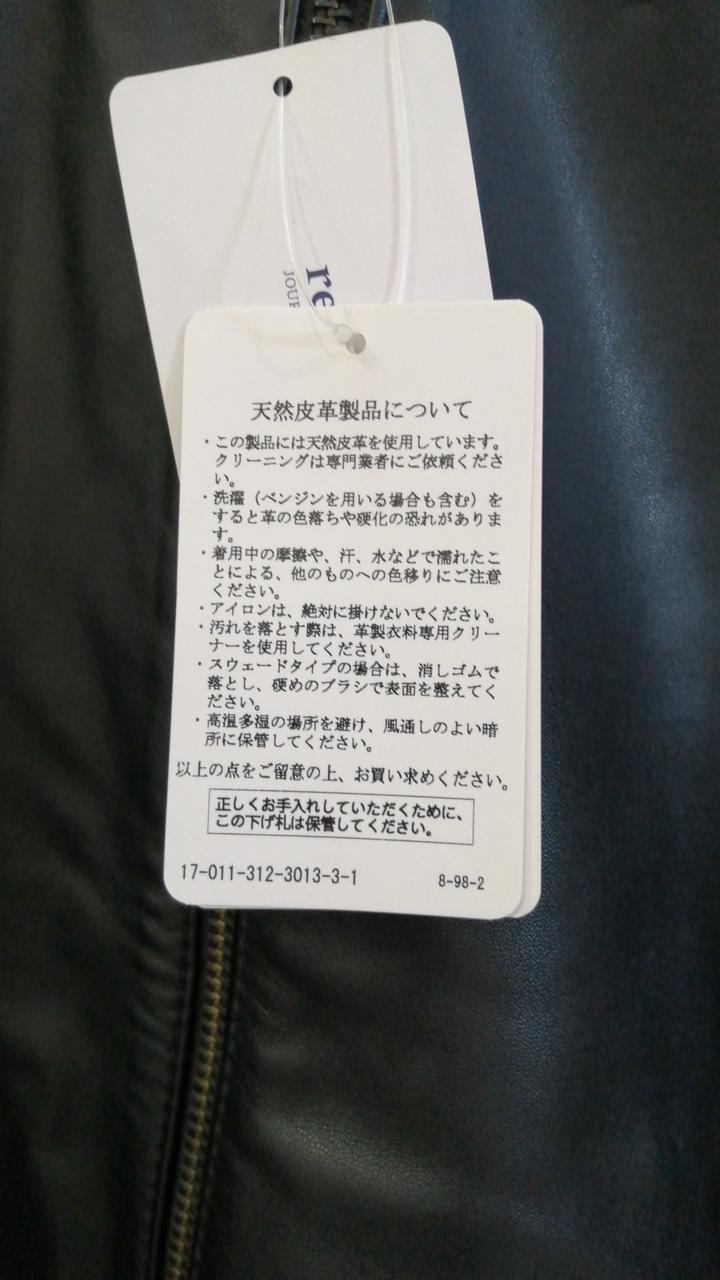 re
JOUR
天然皮革製品について
・この製品には天然皮革を使用しています。
クリーニングは専門業者にご依頼くださ
い。
・洗濯（ベンジンを用いる場合も含む）を
すると革の色落ちや硬化の恐れがありま
す。
・着用中の摩擦や、汗、水などで濡れたこ
とによる、他のものへの色移りにご注意
ください。
・アイロンは、絶対に掛けないでください。
・汚れを落とす際は、革製衣料専用クリー
ナーを使用してください。
・スウェードタイプの場合は、消しゴムで
落とし、硬めのブラシで表面を整えてく
ださい。
・高温多湿の場所を避け、風通しのよい暗
所に保管してください。
以上の点をご留意の上、お買い求めください。
正しくお手入れしていただくために、
この下げ札は保管してください。
17-011-312-3013-3-1
8-98-2